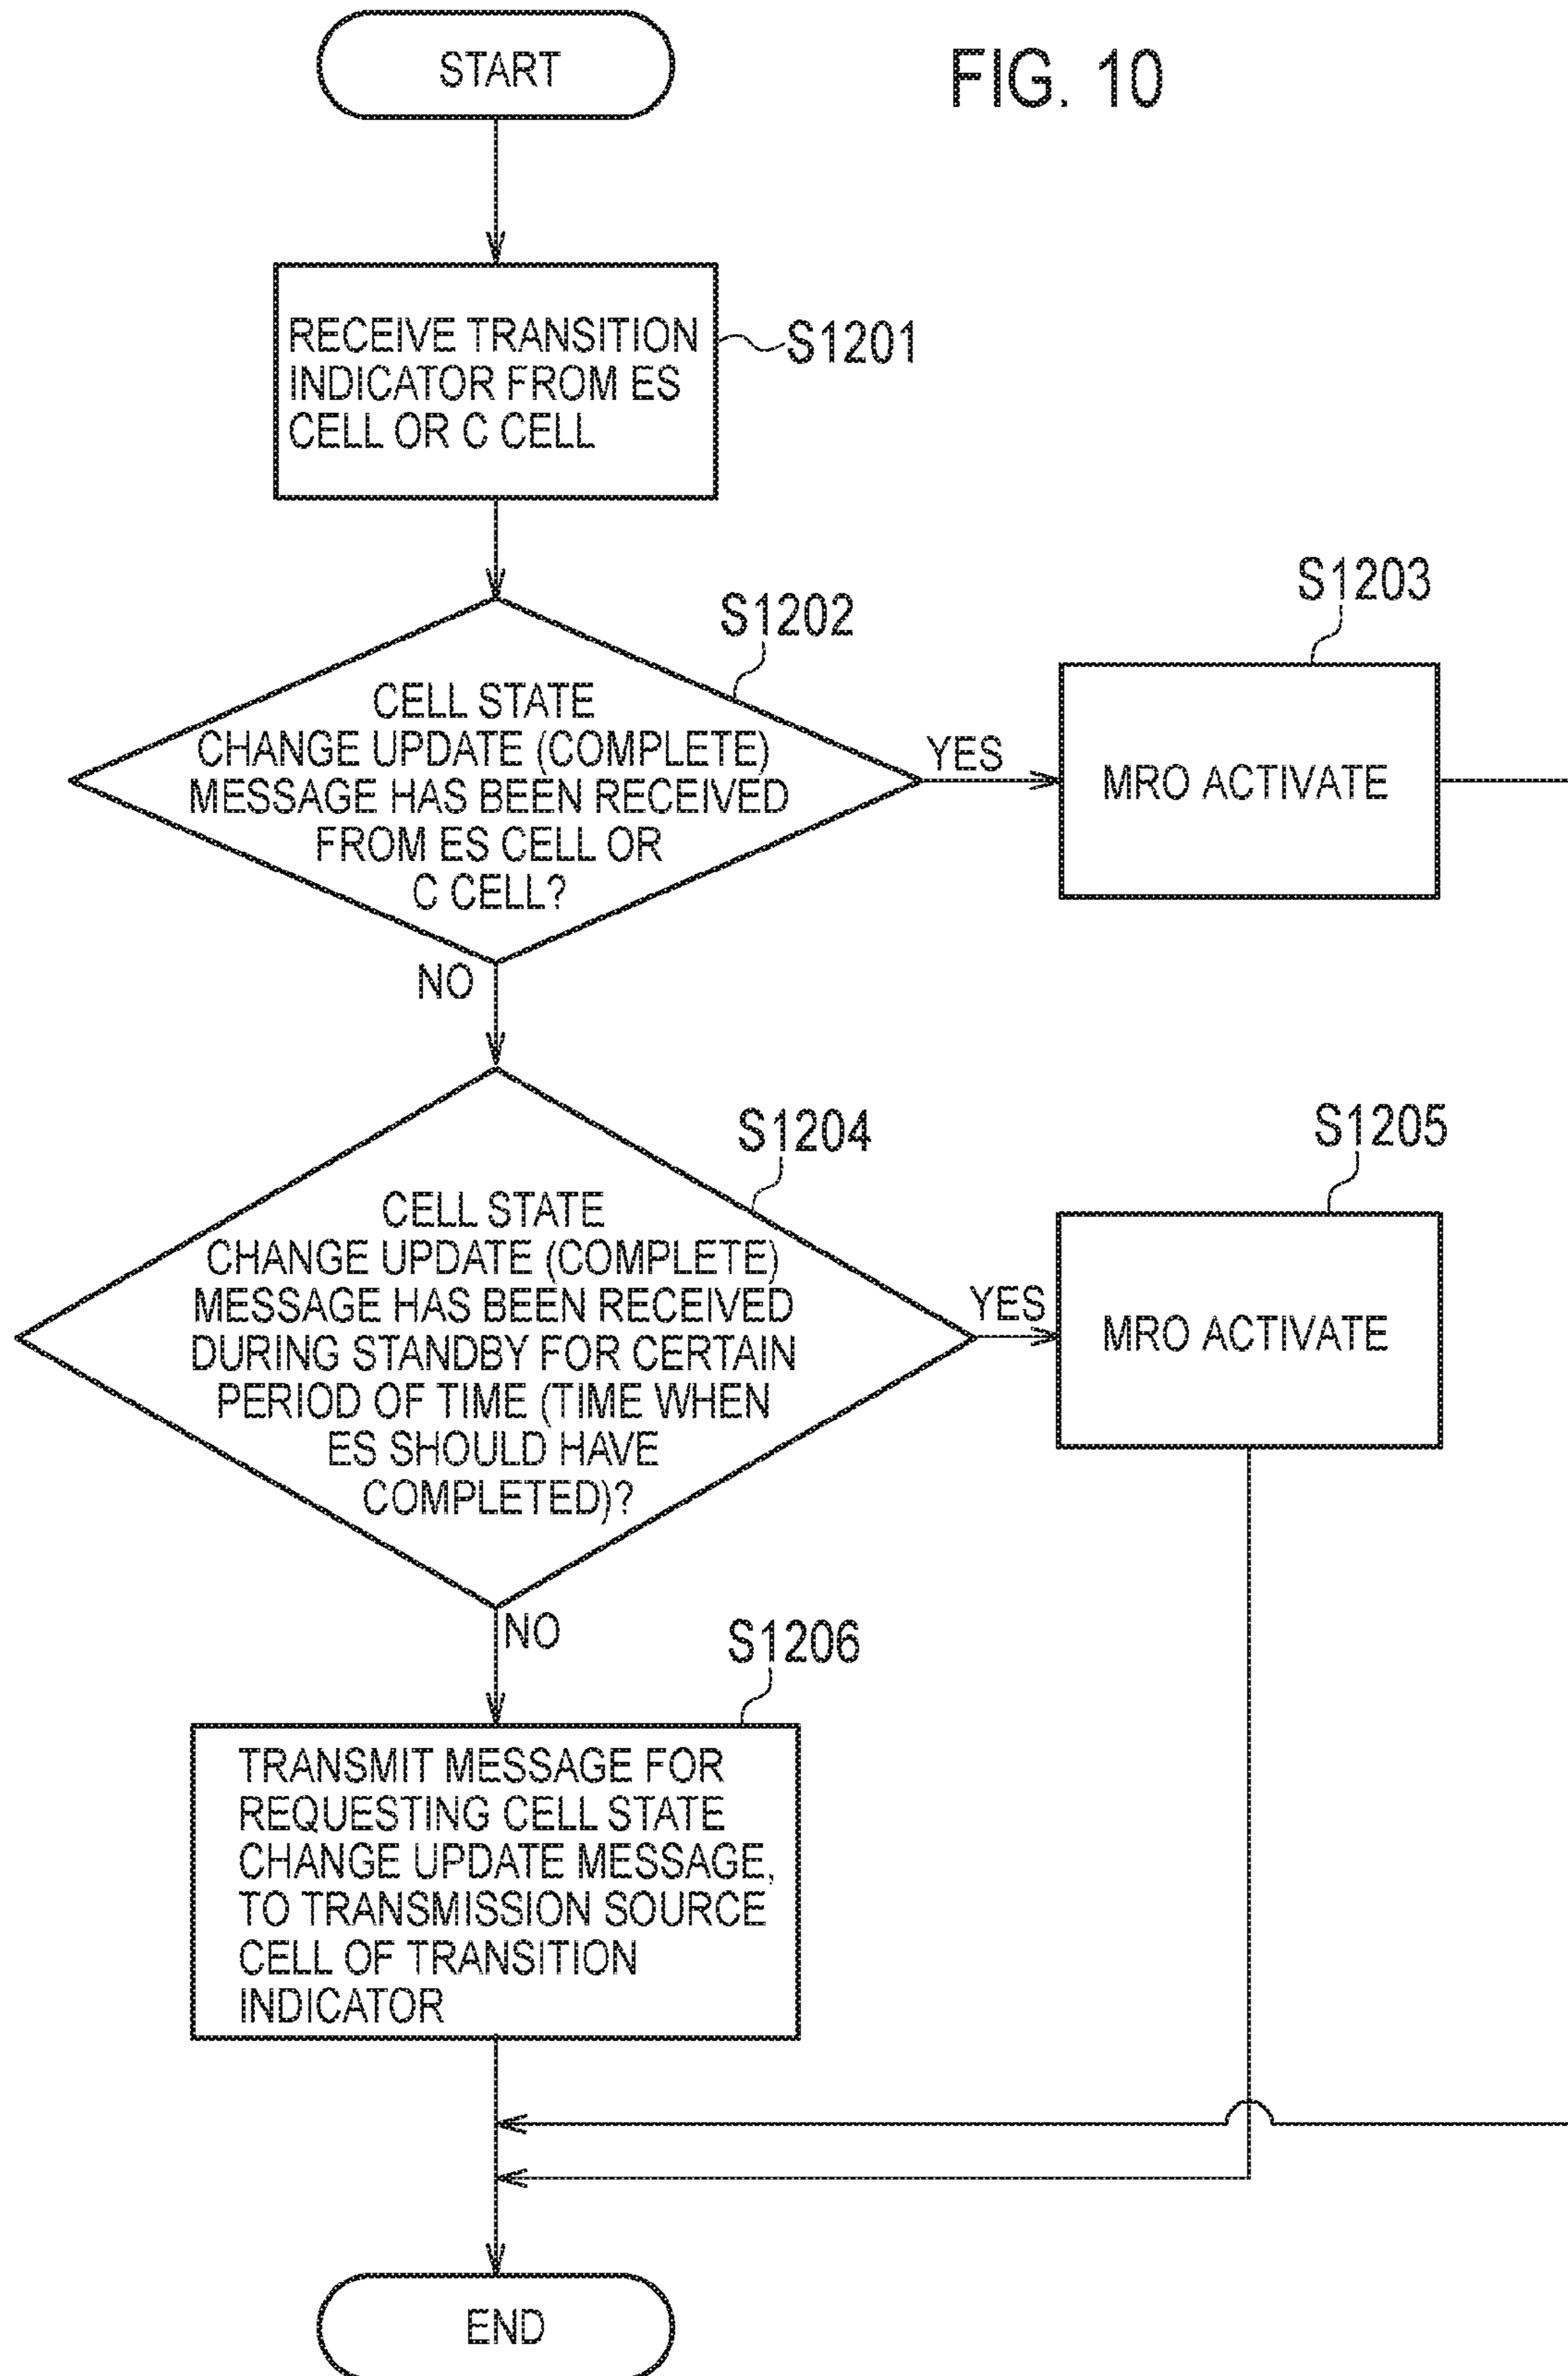 START
FIG. 10
RECEIVE TRANSITION
INDICATOR FROM ES
CELL OR C CELL
S1201
S1202
CELL STATE
CHANGE UPDATE (COMPLETE)
MESSAGE HAS BEEN RECEIVED
FROM ES CELL OR
C CELL?
YES
S1203
MRO ACTIVATE
NO
S1204
CELL STATE
CHANGE UPDATE (COMPLETE)
MESSAGE HAS BEEN RECEIVED
DURING STANDBY FOR CERTAIN
PERIOD OF TIME (TIME WHEN
ES SHOULD HAVE
COMPLETED)?
YES
S1205
MRO ACTIVATE
NO
S1206
TRANSMIT MESSAGE FOR
REQUESTING CELL STATE
CHANGE UPDATE MESSAGE,
TO TRANSMISSION SOURCE
CELL OF TRANSITION
INDICATOR
END